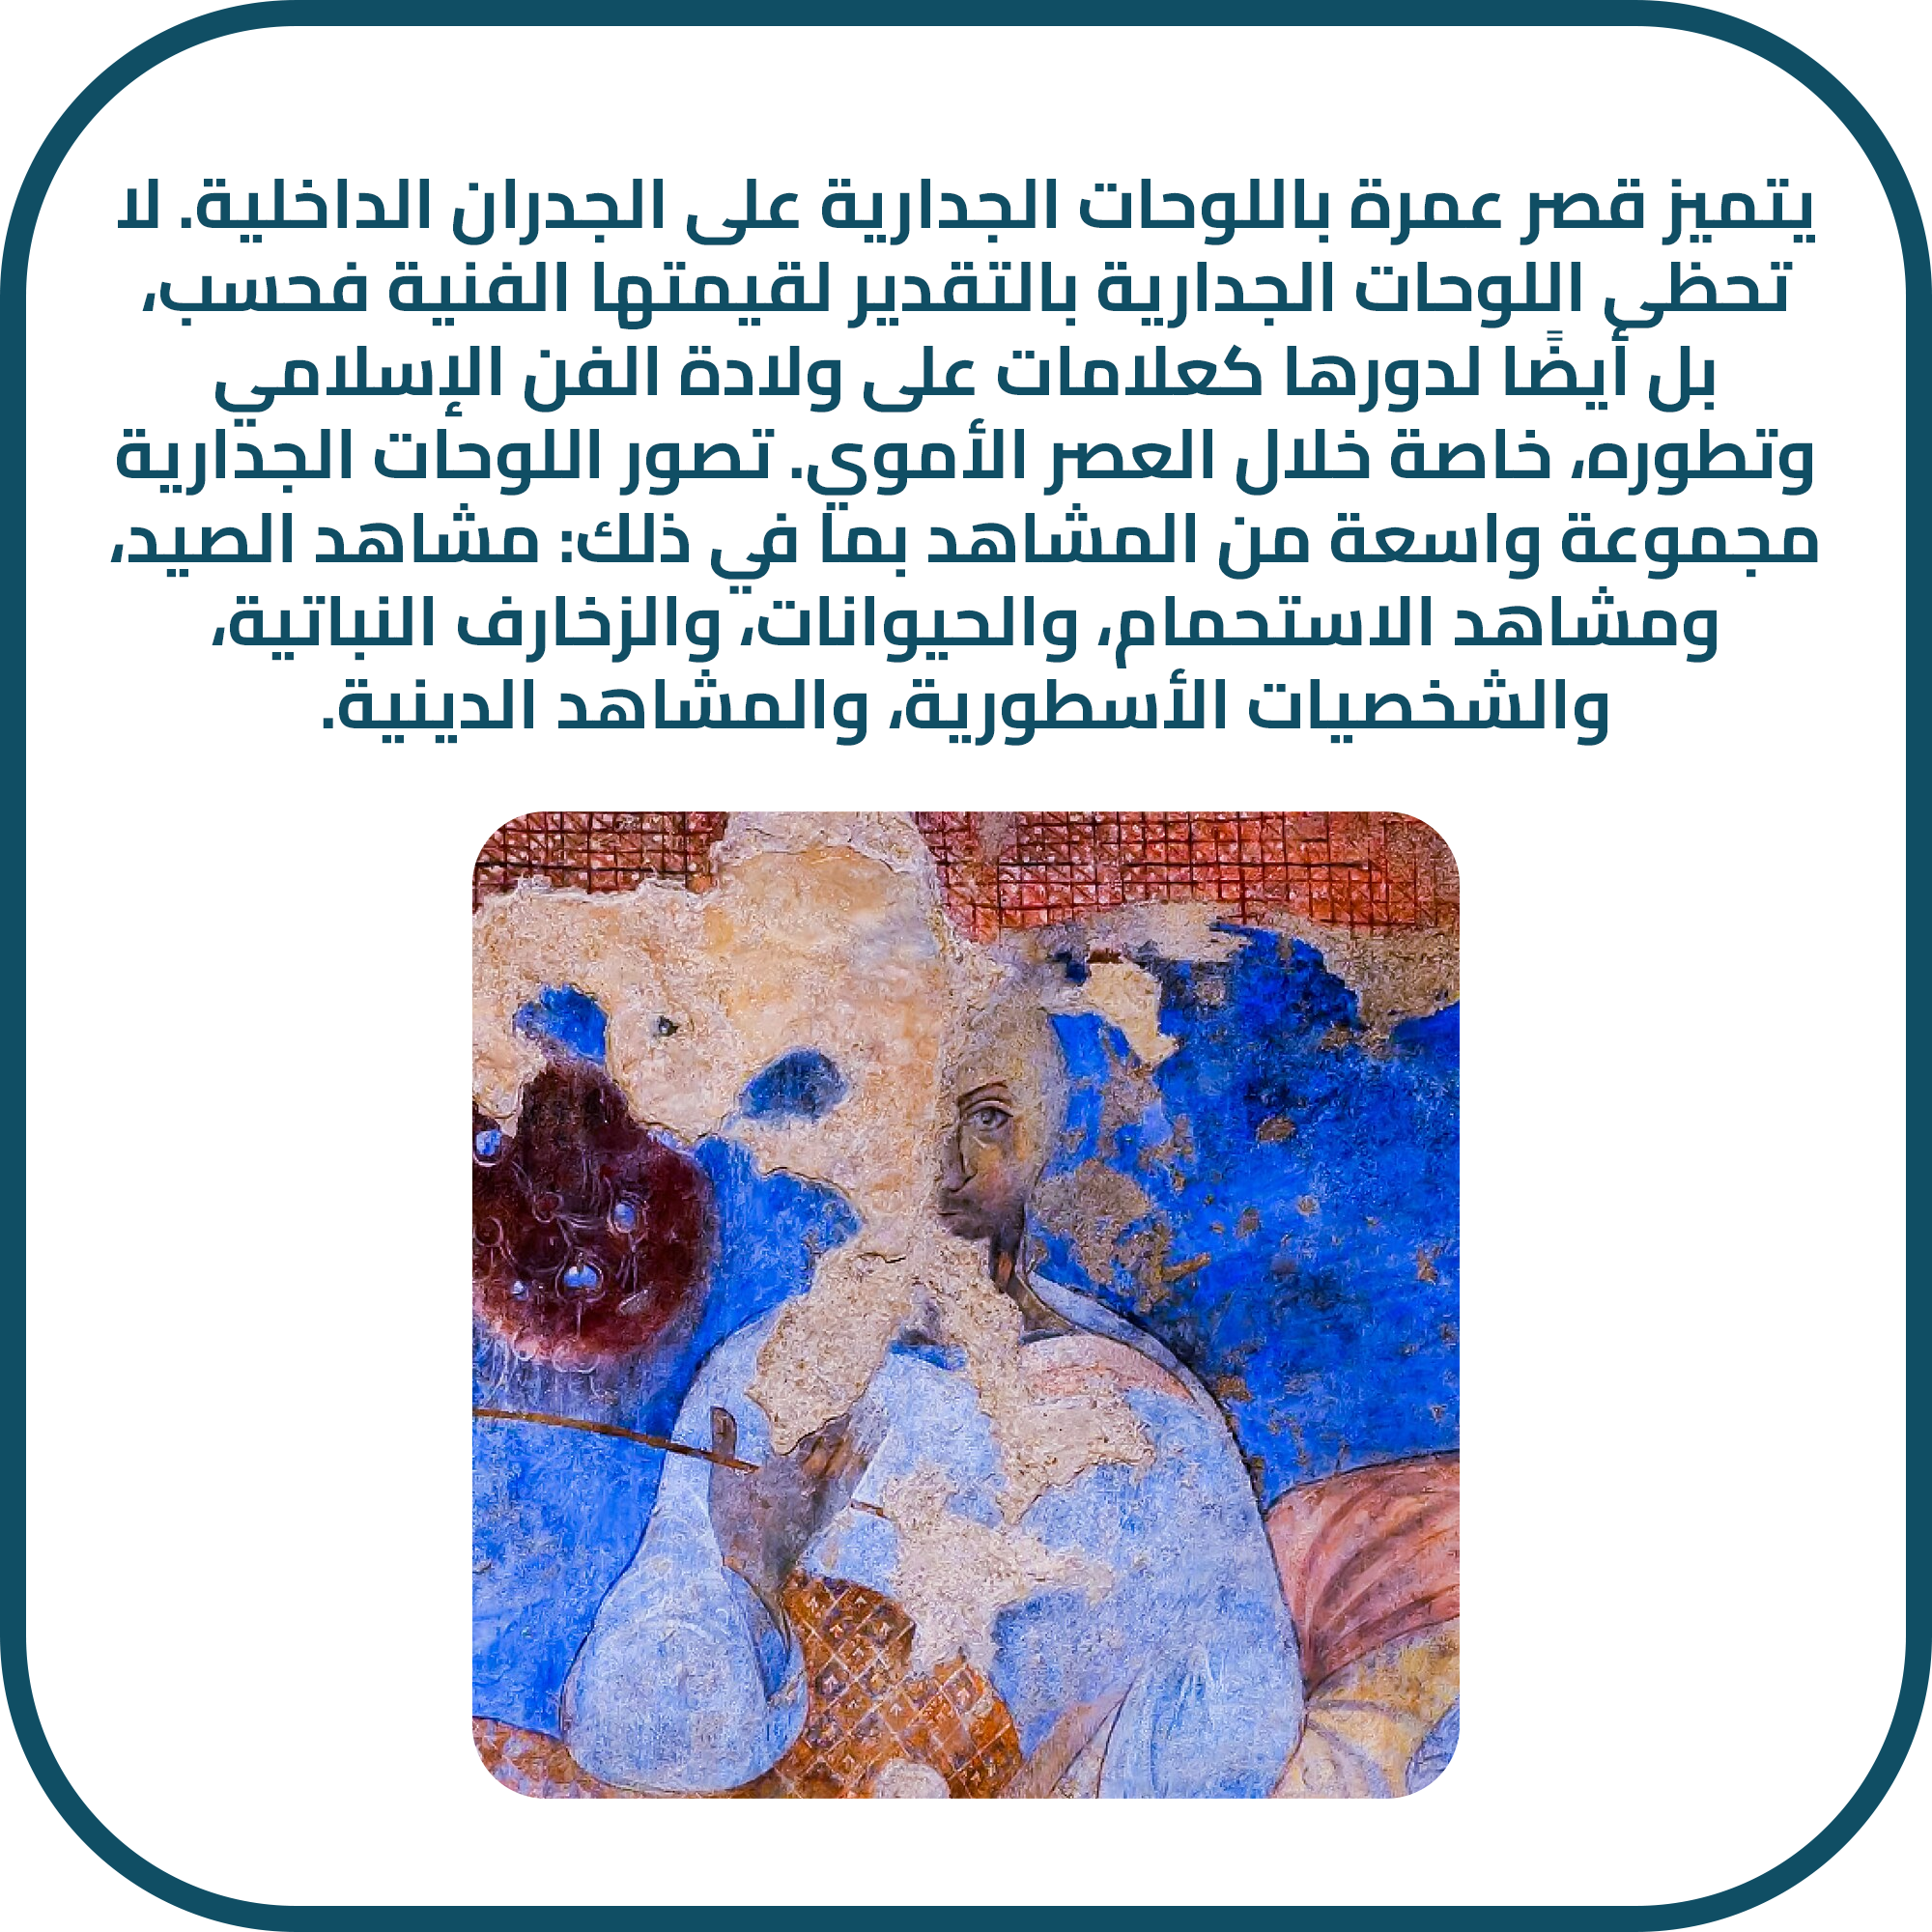 يتميز قصر عمرة باللوحات الجدارية على الجدران الداخلية. لا
تحظى اللوحات الجدارية بالتقدير لقيمتها الفنية فحسب،
بل أيضًا لدورها كعلامات على ولادة الفن الإسلامي
وتطوره، خاصة خلال العصر الأموي. تصور اللوحات الجدارية
مجموعة واسعة من المشاهد بما في ذلك: مشاهد الصيد،
ومشاهد الاستحمام، والحيوانات، والزخارف النباتية،
والشخصيات الأسطورية، والمشاهد الدينية.